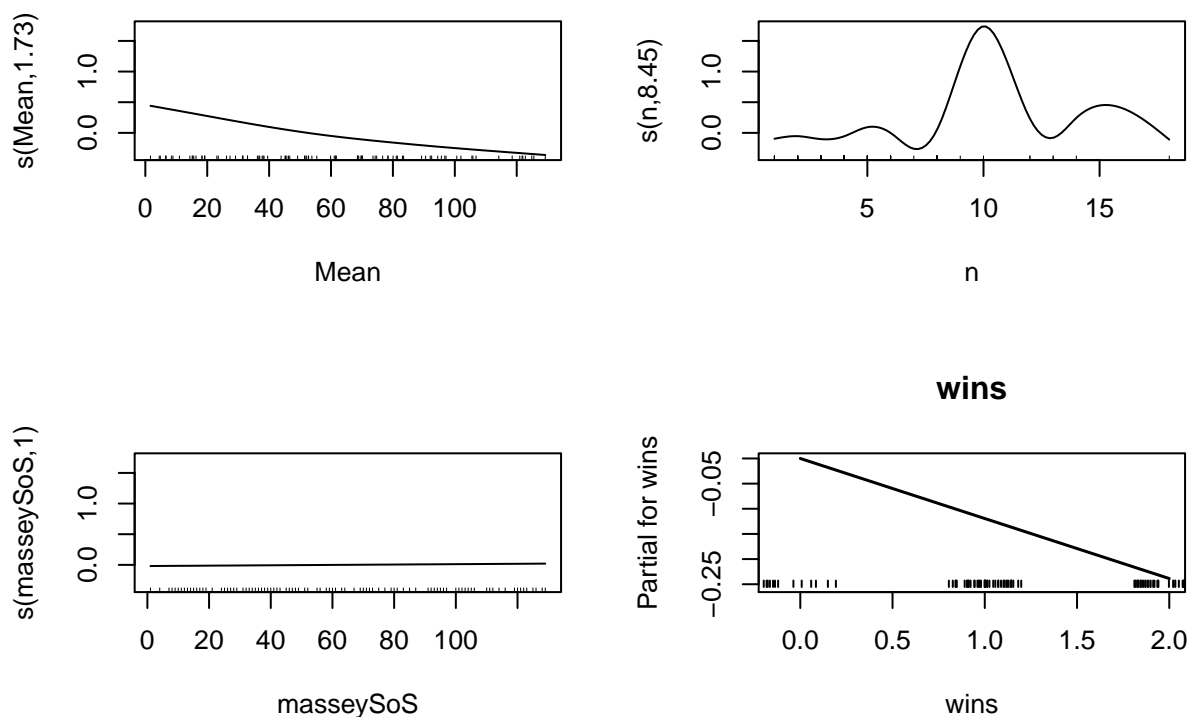 s(Mean,1.73)
1.0
0.0
0 20 40 60 80 100
Mean
s(n,8.45)
1.0
0.0
5 10 15
n
s(masseySoS,1)
1.0
0.0
0 20 40 60 80 100
masseySoS
wins
Partial for wins
−0.05
−0.25
0.0 0.5 1.0 1.5 2.0
wins